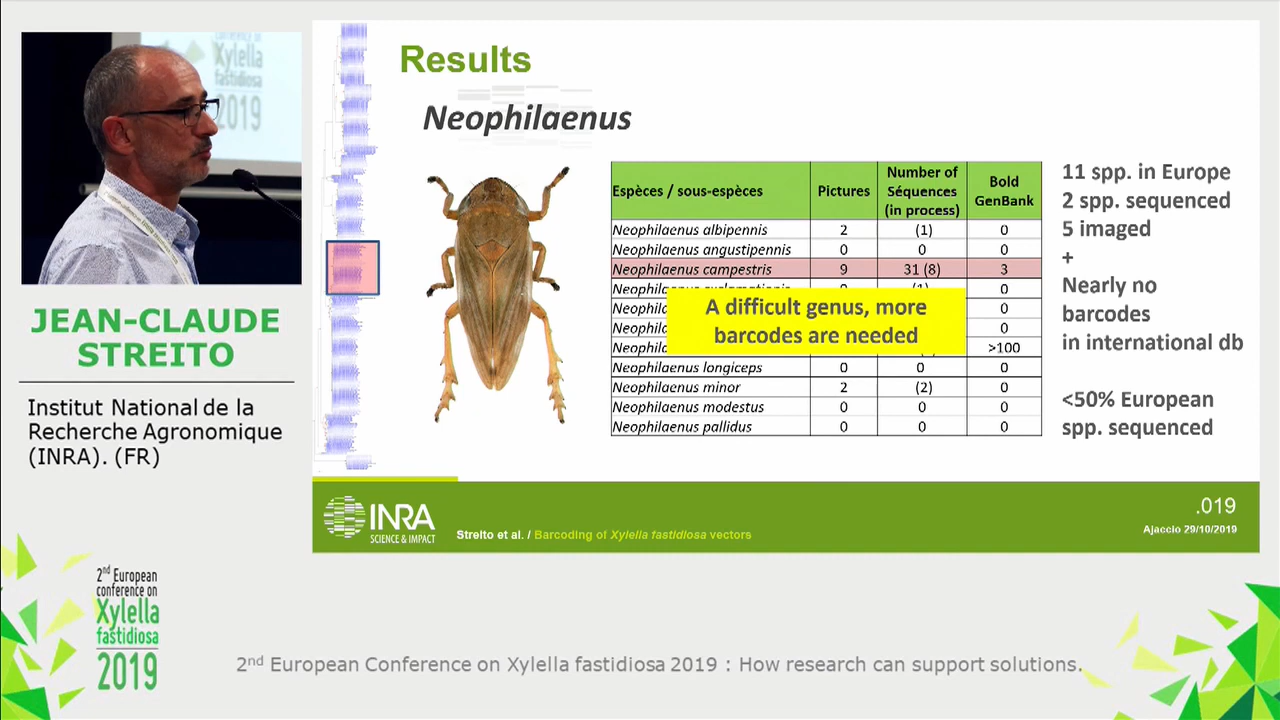 Conference on
Xylella
fastidiosa
2019
JEAN-CLAUDE
STREITO
Institut National de la
Recherche Agronomique
(INRA). (FR)
Results
Neophilaenus
Espèces / sous-espèces Pictures Number of Séquences (in process) Bold GenBank
Neophilaenus albipennis 2 (1) 0
Neophilaenus angustipennis 0 0 0
Neophilaenus campestris 9 31 (8) 3
0
0
0
>100
Neophilaenus longiceps 0 0 0
Neophilaenus minor 2 (2) 0
Neophilaenus modestus 0 0 0
Neophilaenus pallidus 0 0 0
A difficult genus, more
barcodes are needed
11 spp. in Europe
2 spp. sequenced
5 imaged
+
Nearly no
barcodes
in international db
<50% European
spp. sequenced
INRA
SCIENCE & IMPACT
Streito et al. / Barcoding of Xylella fastidiosa vectors
.019
Ajaccio 29/10/2019
2nd European
conference on
Xylella
fastidiosa
2019
2nd European Conference on Xylella fastidiosa 2019 : How research can support solutions.